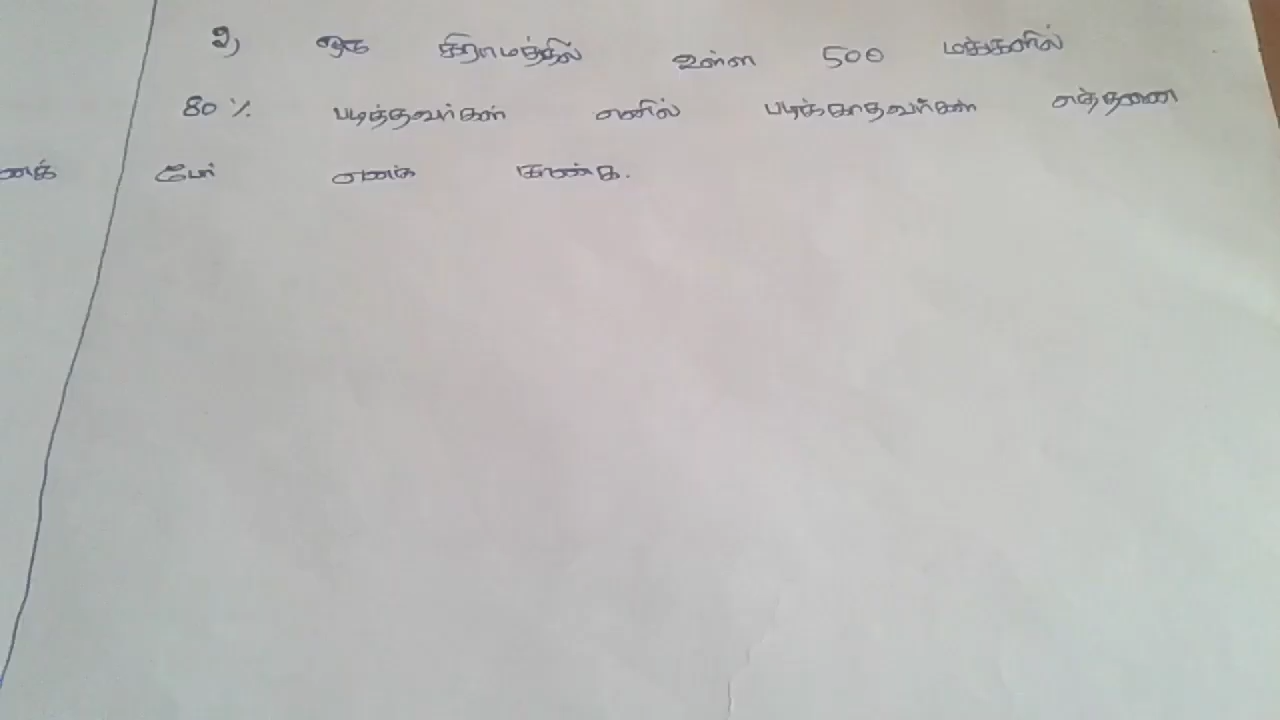 2) ஒரு கிராமத்தில் உள்ள 500 மக்களில்
80% படித்தவர்கள் எனில் படிக்காதவர்கள் எத்தனை
பேர் எனக் காண்க.